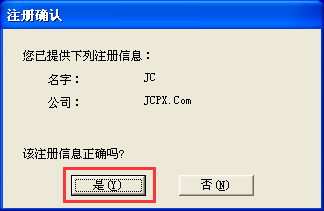 注册确认
您已提供下列注册信息：
名字： JC
公司： JCPX.Com
该注册信息正确吗?
是(Y) 否(N)